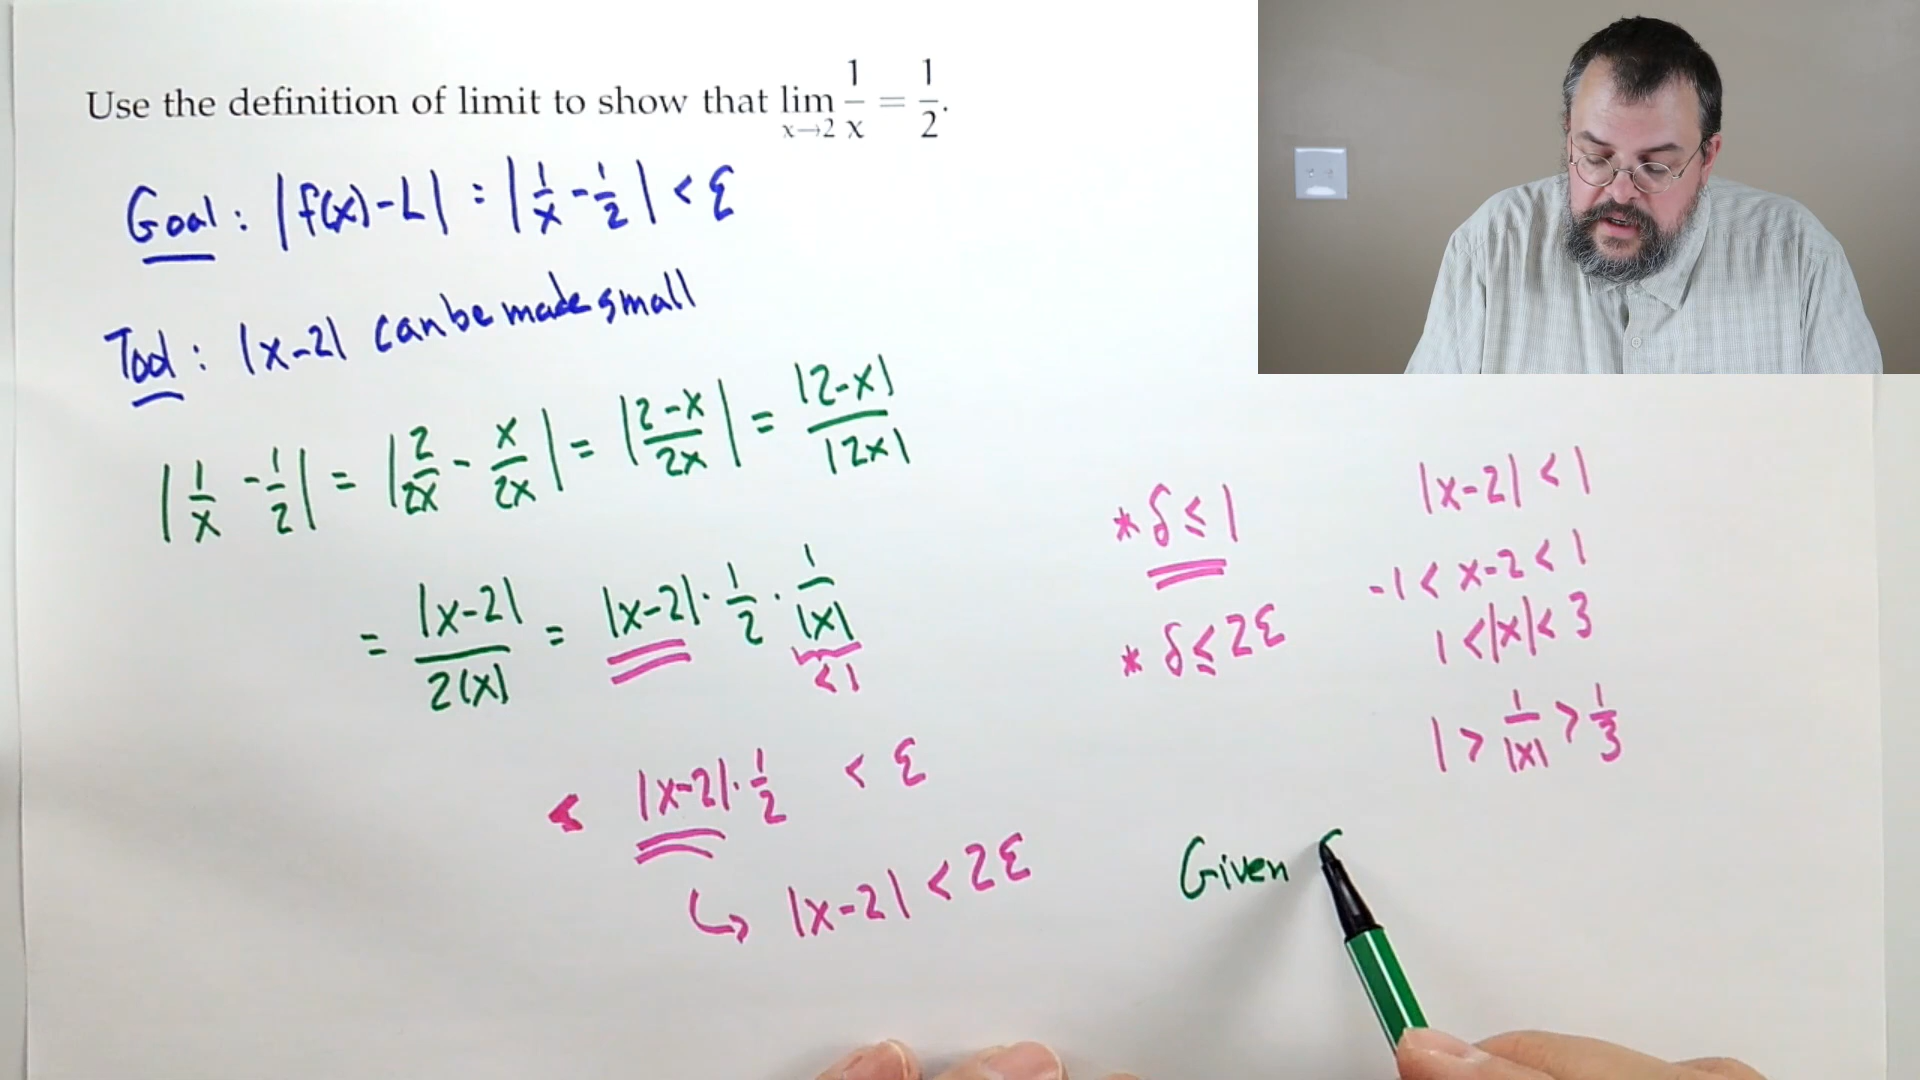 Use the definition of limit to show that lim x→2 1/x = 1/2.
Goal: |f(x)-L| = |1/x - 1/2| < ε
Tool: |x-2| can be made small
|1/x - 1/2| = |2/2x - x/2x| = |2-x/2x| = |2-x|/|2x|
= |x-2|/2|x| = |x-2| · 1/2 · 1/|x|
<1
< |x-2| · 1/2 < ε
↳ |x-2| < 2ε
* δ ≤ 1
* δ ≤ 2ε
|x-2| < 1
-1 < x-2 < 1
1 < |x| < 3
1 > 1/|x| > 1/3
Given